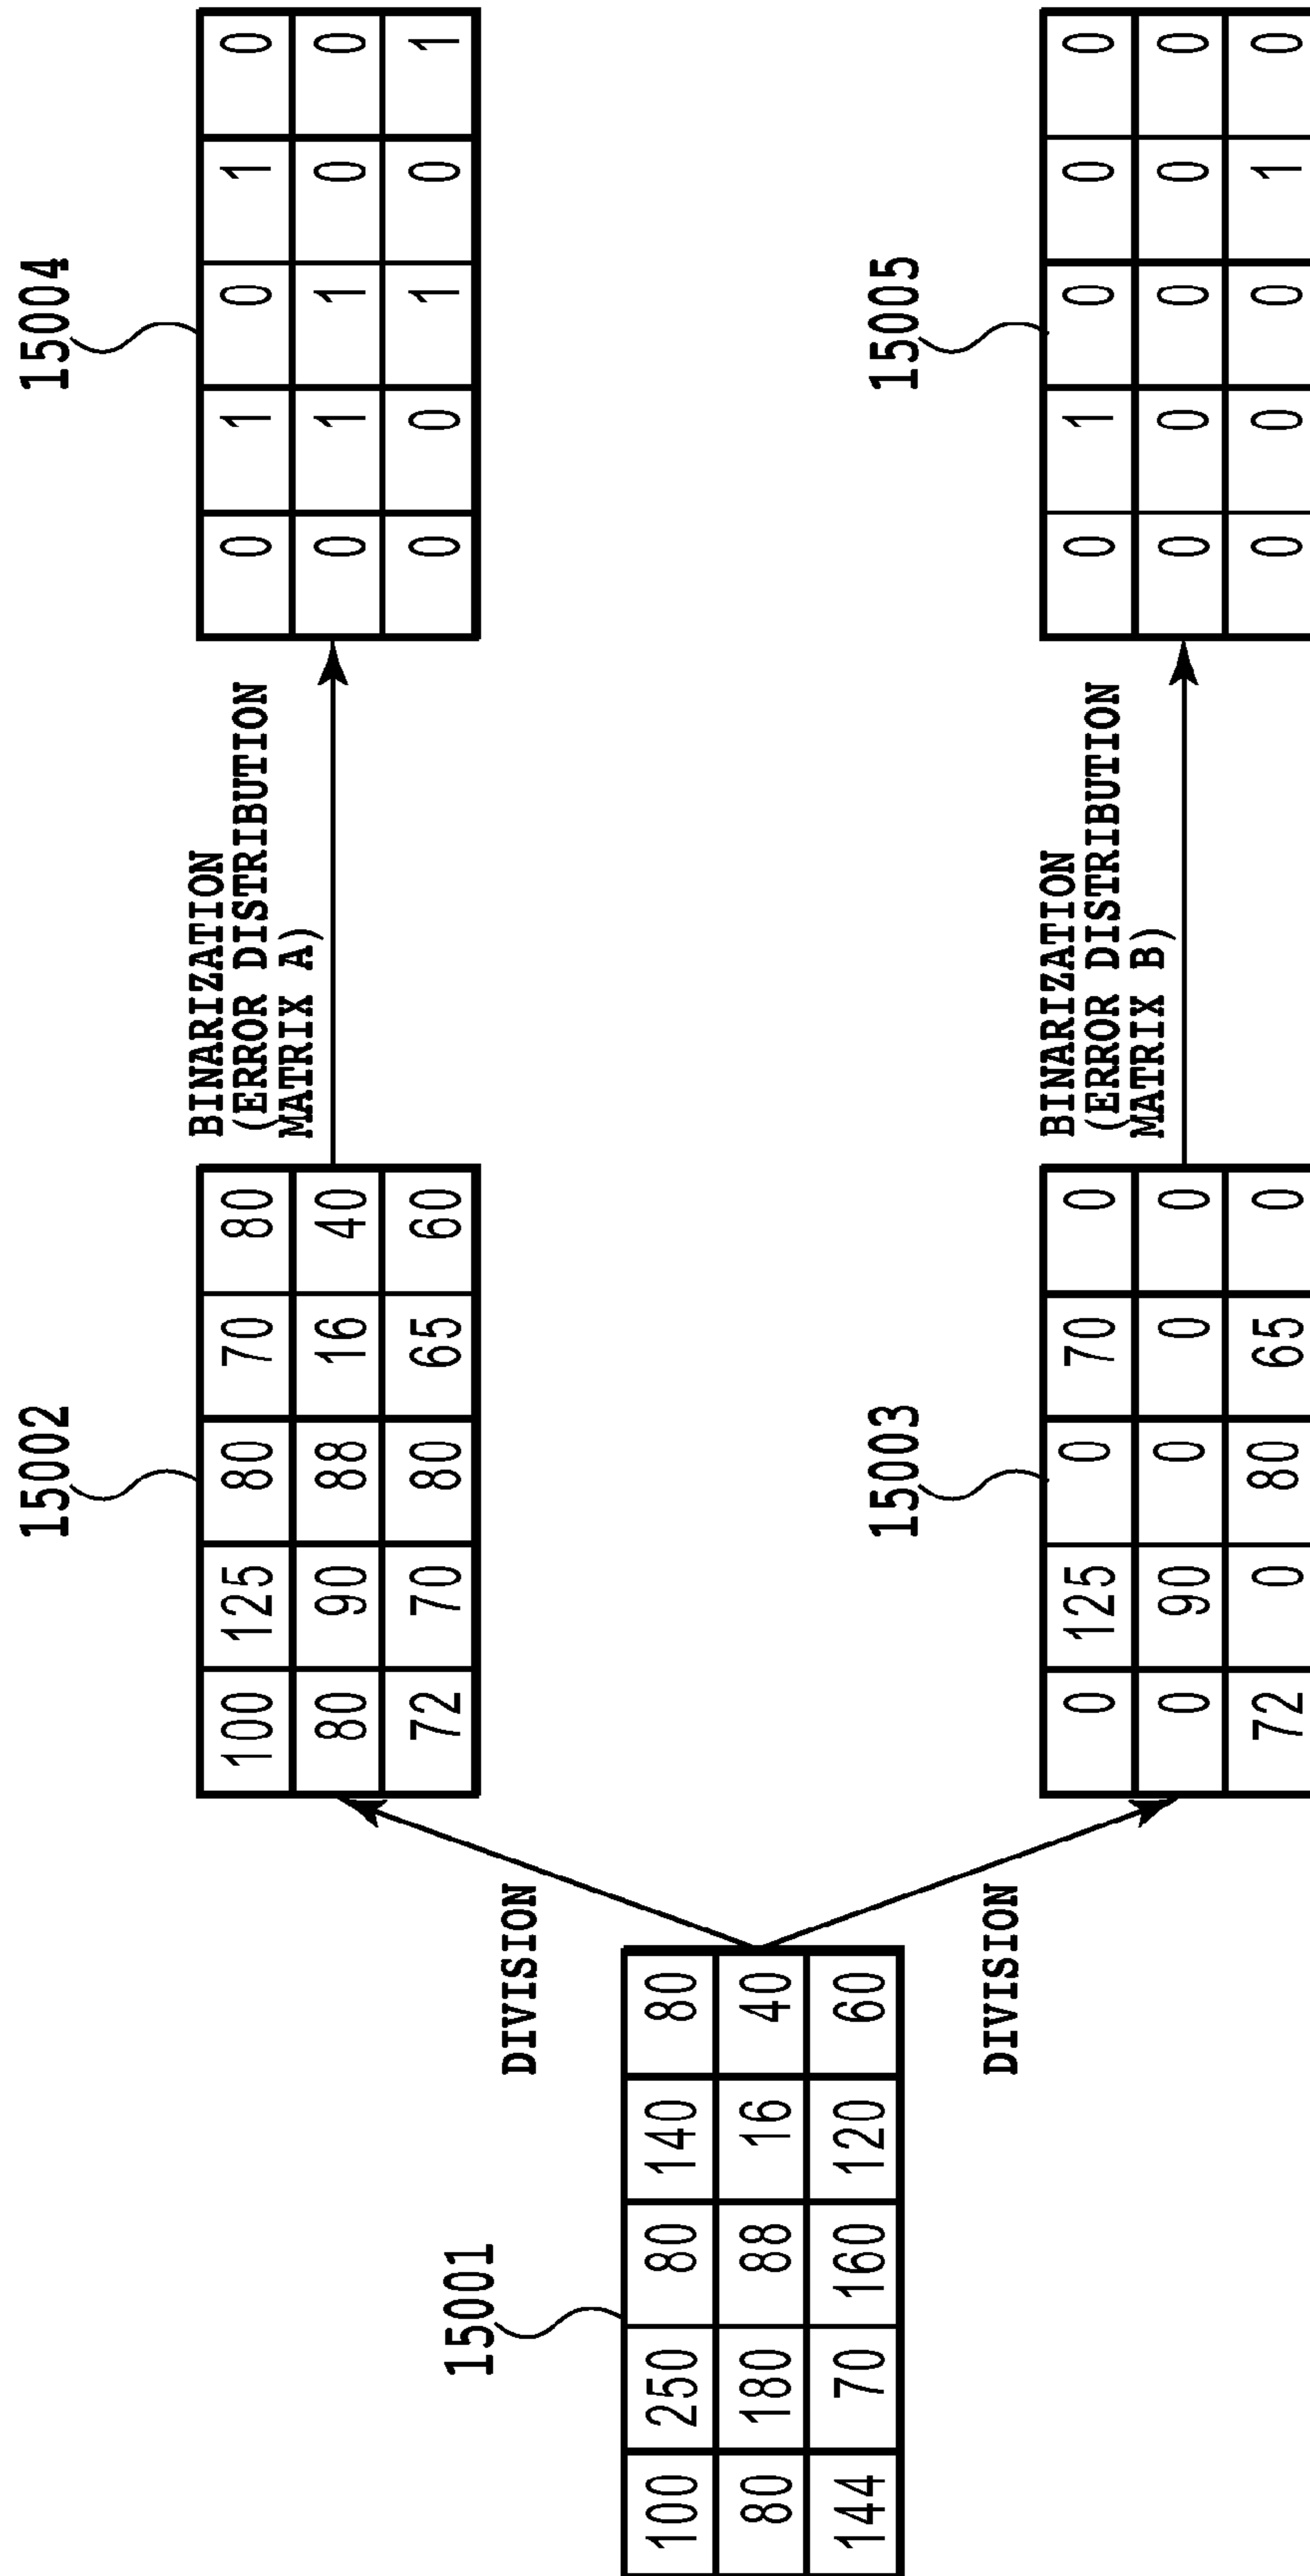 15002
15004
100 125 80 70 80
80 90 88 16 40
72 70 80 65 60
BINARIZATION
(ERROR DISTRIBUTION
MATRIX A)
0 1 0 1 0
0 1 1 0 0
0 0 1 0 1
15001
DIVISION
100 250 80 140 80
80 180 88 16 40
144 70 160 120 60
DIVISION
15003
15005
0 125 0 70 0
0 90 0 0 0
72 0 80 65 0
BINARIZATION
(ERROR DISTRIBUTION
MATRIX B)
0 1 0 0 0
0 0 0 0 0
0 0 0 1 0